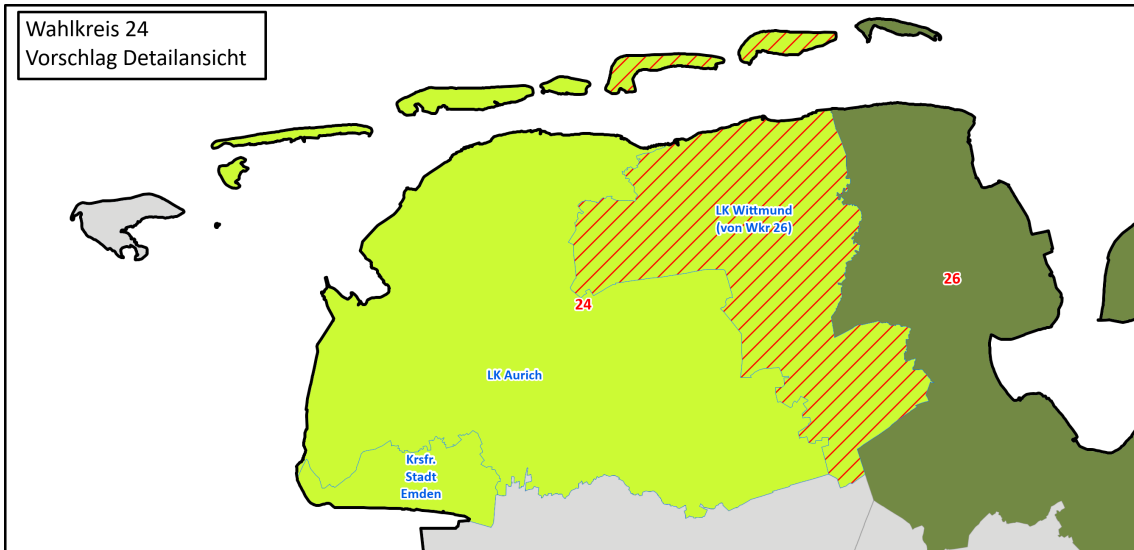 Wahlkreis 24
Vorschlag Detailansicht
LK Wittmund
(von Wkr 26)
26
24
LK Aurich
Krsfr.
Stadt
Emden